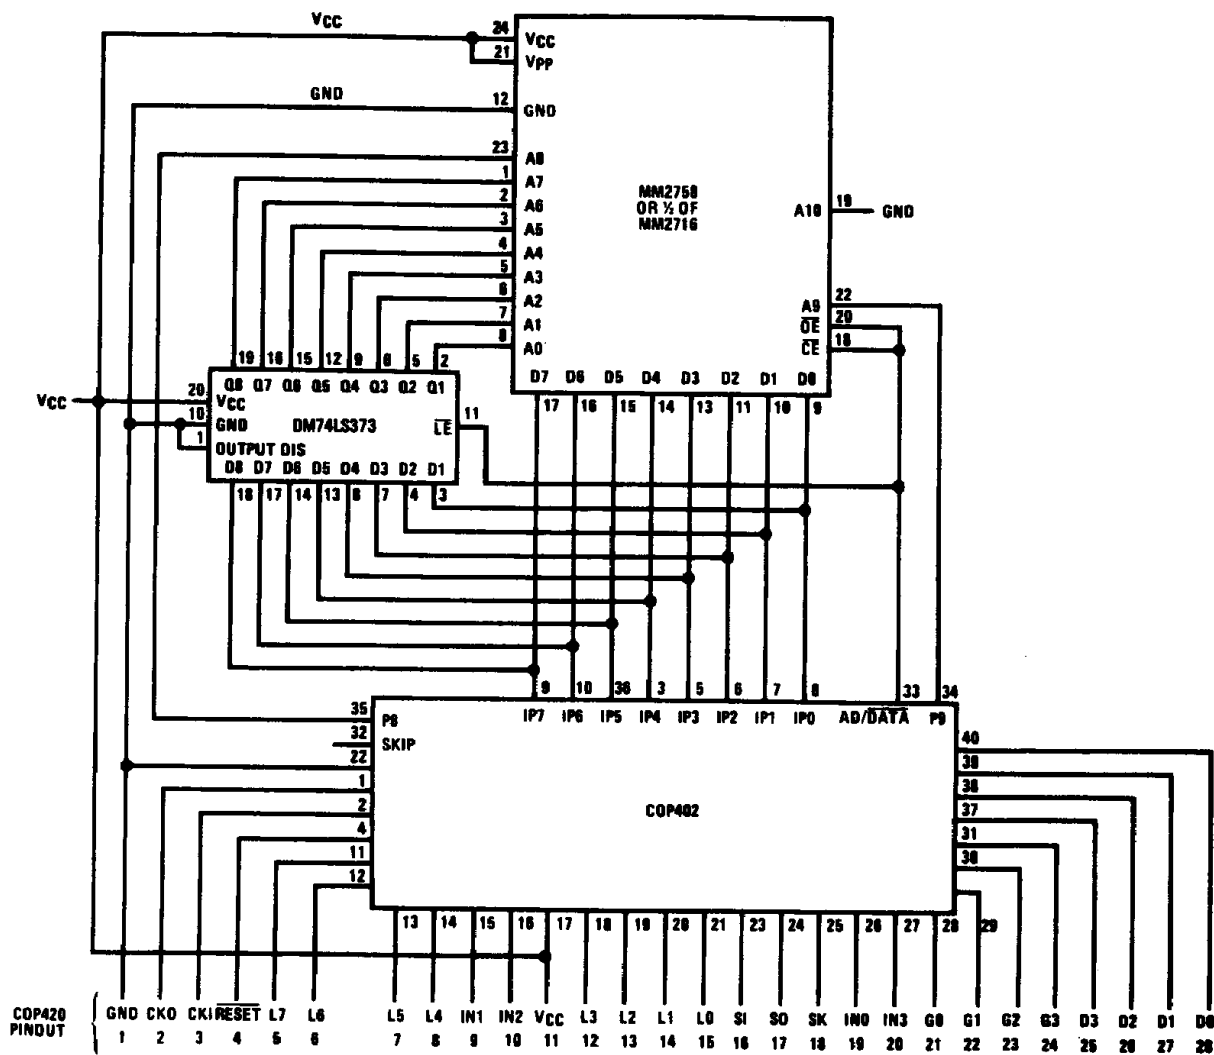 VCC
24
VCC
21
VPP
GND
12
GND
23
A8
1
A7
2
A6
3
A5
4
A4
5
A3
6
A2
7
A1
8
A0
MM2758
OR ½ OF
MM2716
A10
19
GND
A9
22
OE
20
CE
18
D7 D6 D5 D4 D3 D2 D1 D0
17 16 15 14 13 11 10 9
19 16 15 12 9 6 5 2
Q8 Q7 Q6 Q5 Q4 Q3 Q2 Q1
VCC
20
VCC
10
GND
1
OUTPUT DIS
DM74LS373
LE
11
D8 D7 D6 D5 D4 D3 D2 D1
18 17 14 13 8 7 4 3
9 10 36 3 5 6 7 8 33 34
IP7 IP6 IP5 IP4 IP3 IP2 IP1 IP0 AD/DATA P9
35
P8
32
SKIP
22
1
2
4
11
12
COP402
40
39
38
37
31
30
13 14 15 16 17 18 19 20 21 23 24 25 26 27 28 29
COP420
PINOUT
GND CKO CKI RESET L7 L6 L5 L4 IN1 IN2 VCC L3 L2 L1 L0 SI SO SK IN0 IN3 G0 G1 G2 G3 D3 D2 D1 D0
1 2 3 4 5 6 7 8 9 10 11 12 13 14 15 16 17 18 19 20 21 22 23 24 25 26 27 28